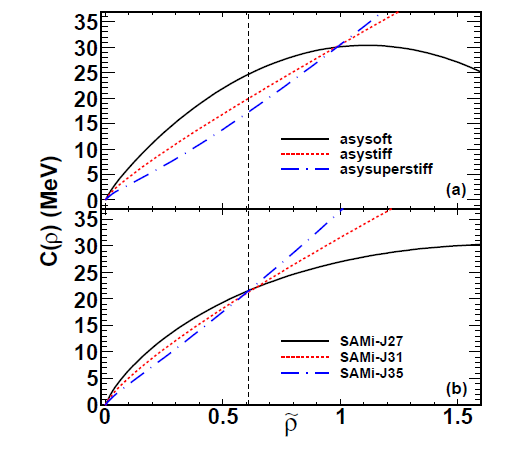 35
30
25
20
15
10
5
0
asysoft
asystiff
asysuperstiff
(a)
C(ρ) (MeV)
35
30
25
20
15
10
5
0
SAMi-J27
SAMi-J31
SAMi-J35
(b)
0 0.5 1 1.5
ρ̃